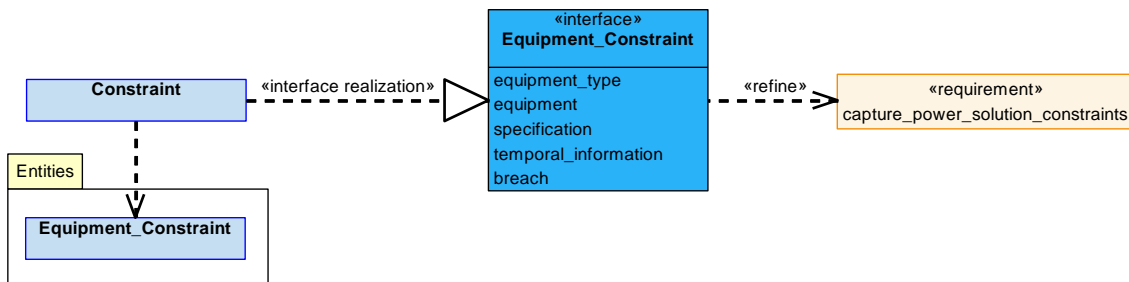 «interface»
Equipment_Constraint
equipment_type
equipment
specification
temporal_information
breach
Constraint
«interface realization»
«refine»
«requirement»
capture_power_solution_constraints
Entities
Equipment_Constraint